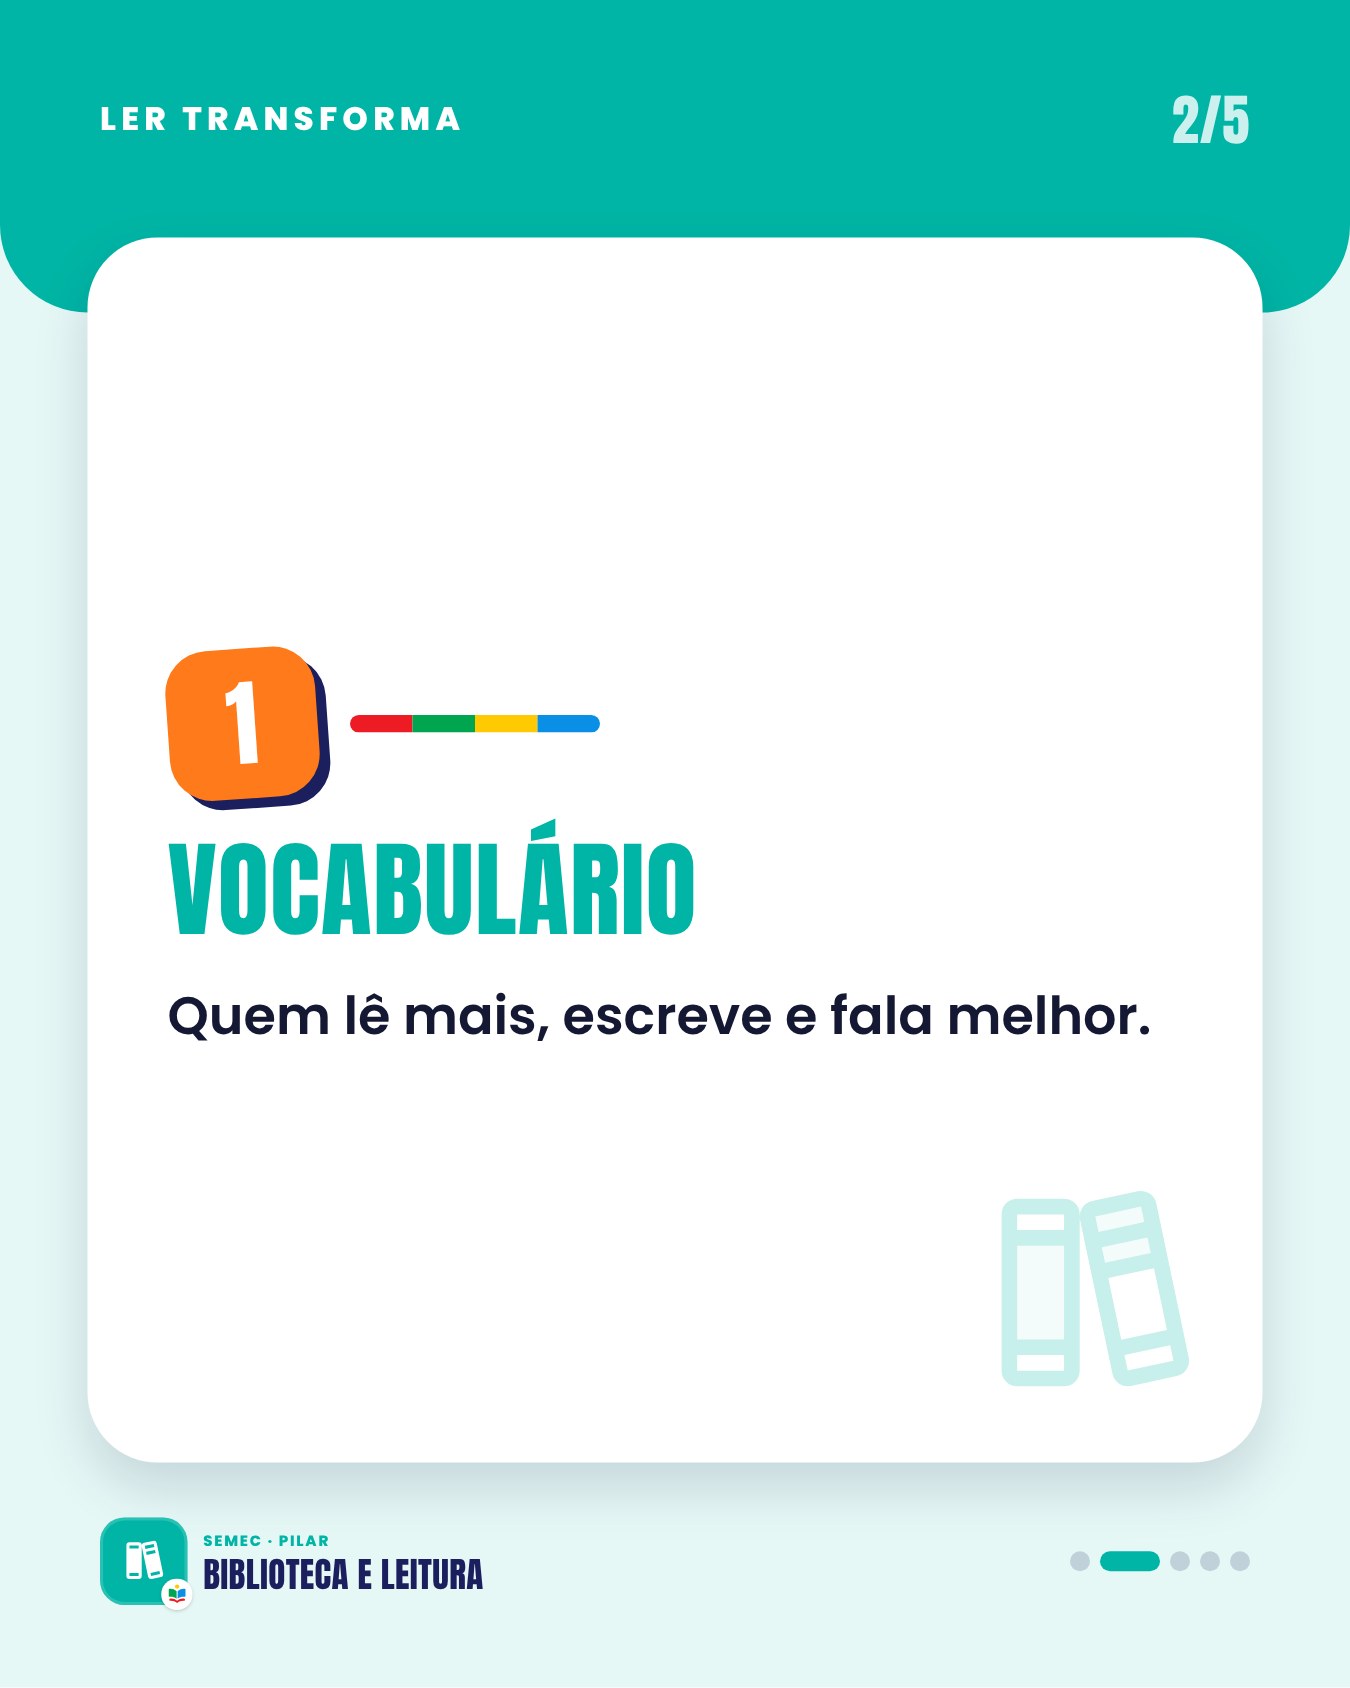 LER TRANSFORMA
2/5
1
VOCABULÁRIO
Quem lê mais, escreve e fala melhor.
SEMEC · PILAR
BIBLIOTECA E LEITURA